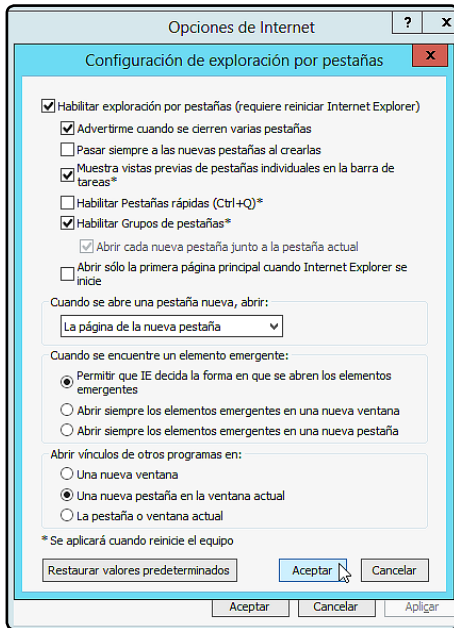 Opciones de Internet
? x
Configuración de exploración por pestañas
x
Habilitar exploración por pestañas (requiere reiniciar Internet Explorer)
Advertirme cuando se cierren varias pestañas
Pasar siempre a las nuevas pestañas al crearlas
Muestra vistas previas de pestañas individuales en la barra de
tareas*
Habilitar Pestañas rápidas (Ctrl+Q)*
Habilitar Grupos de pestañas*
Abrir cada nueva pestaña junto a la pestaña actual
Abrir sólo la primera página principal cuando Internet Explorer se
inicie
Cuando se abre una pestaña nueva, abrir:
La página de la nueva pestaña
Cuando se encuentre un elemento emergente:
Permitir que IE decida la forma en que se abren los elementos
emergentes
Abrir siempre los elementos emergentes en una nueva ventana
Abrir siempre los elementos emergentes en una nueva pestaña
Abrir vínculos de otros programas en:
Una nueva ventana
Una nueva pestaña en la ventana actual
La pestaña o ventana actual
* Se aplicará cuando reinicie el equipo
Restaurar valores predeterminados Aceptar Cancelar
Aceptar Cancelar Aplicar